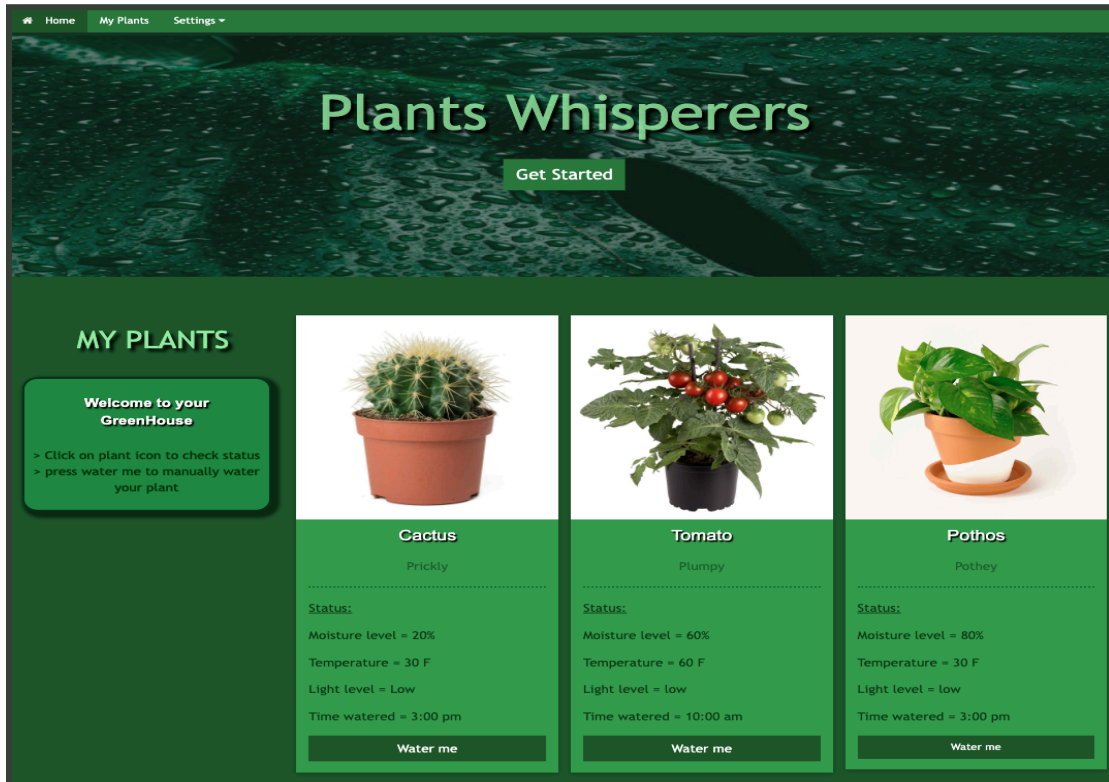 Home My Plants Settings
Plants Whisperers
Get Started
MY PLANTS
Welcome to your
GreenHouse
> Click on plant icon to check status
> press water me to manually water
your plant
Cactus
Prickly
Status:
Moisture level = 20%
Temperature = 30 F
Light level = Low
Time watered = 3:00 pm
Water me
Tomato
Plumpy
Status:
Moisture level = 60%
Temperature = 60 F
Light level = low
Time watered = 10:00 am
Water me
Pothos
Pothey
Status:
Moisture level = 80%
Temperature = 30 F
Light level = low
Time watered = 3:00 pm
Water me